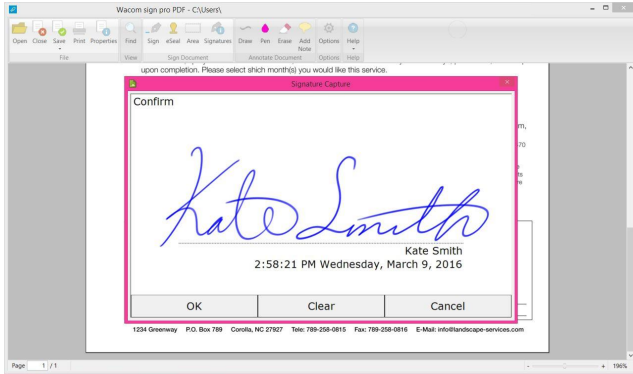 Wacom sign pro PDF - C:\Users\
Open Close Save Print Properties Find Sign eSeal Area Signatures Draw Pen Erase Add Note Options Help
File View Sign Document Annotate Document Options Help
upon completion. Please select shich month(s) you would like this service.
Signature Capture
Confirm
Kate Smith
Kate Smith
2:58:21 PM Wednesday, March 9, 2016
OK Clear Cancel
1234 Greenway P.O. Box 789 Corolla, NC 27927 Tele: 789-258-0815 Fax: 789-258-0816 E-Mail: info@landscape-services.com
Page 1 / 1 - + 196%